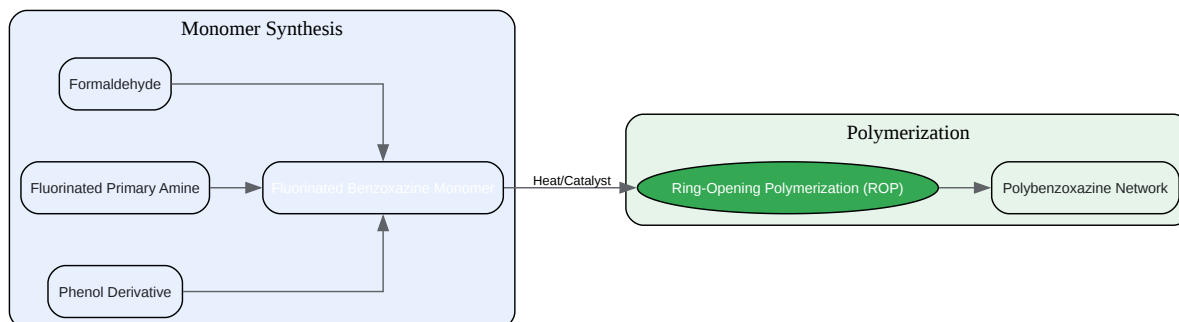 Monomer Synthesis
Formaldehyde
Fluorinated Primary Amine
Fluorinated Benzoxazine Monomer
Phenol Derivative
Heat/Catalyst
Polymerization
Ring-Opening Polymerization (ROP)
Polybenzoxazine Network